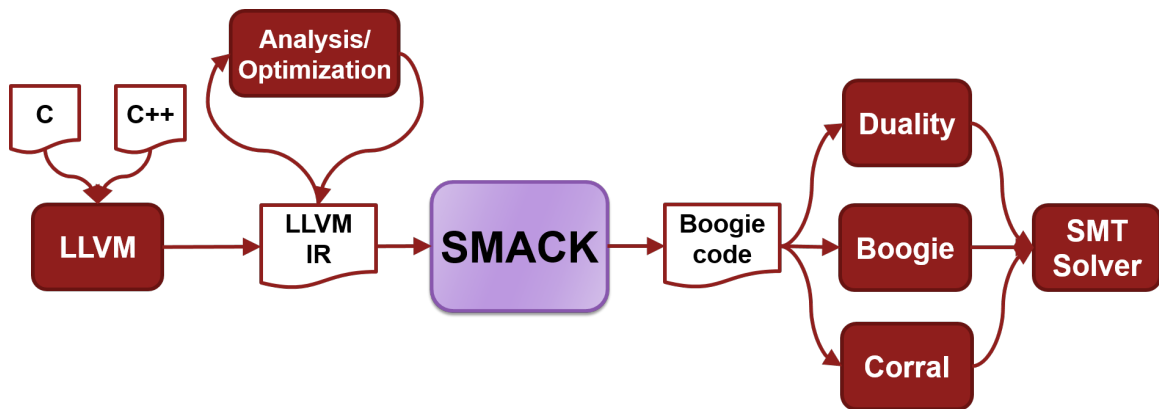 Analysis/
Optimization
C
C++
LLVM
LLVM
IR
SMACK
Boogie
code
Duality
Boogie
Corral
SMT
Solver